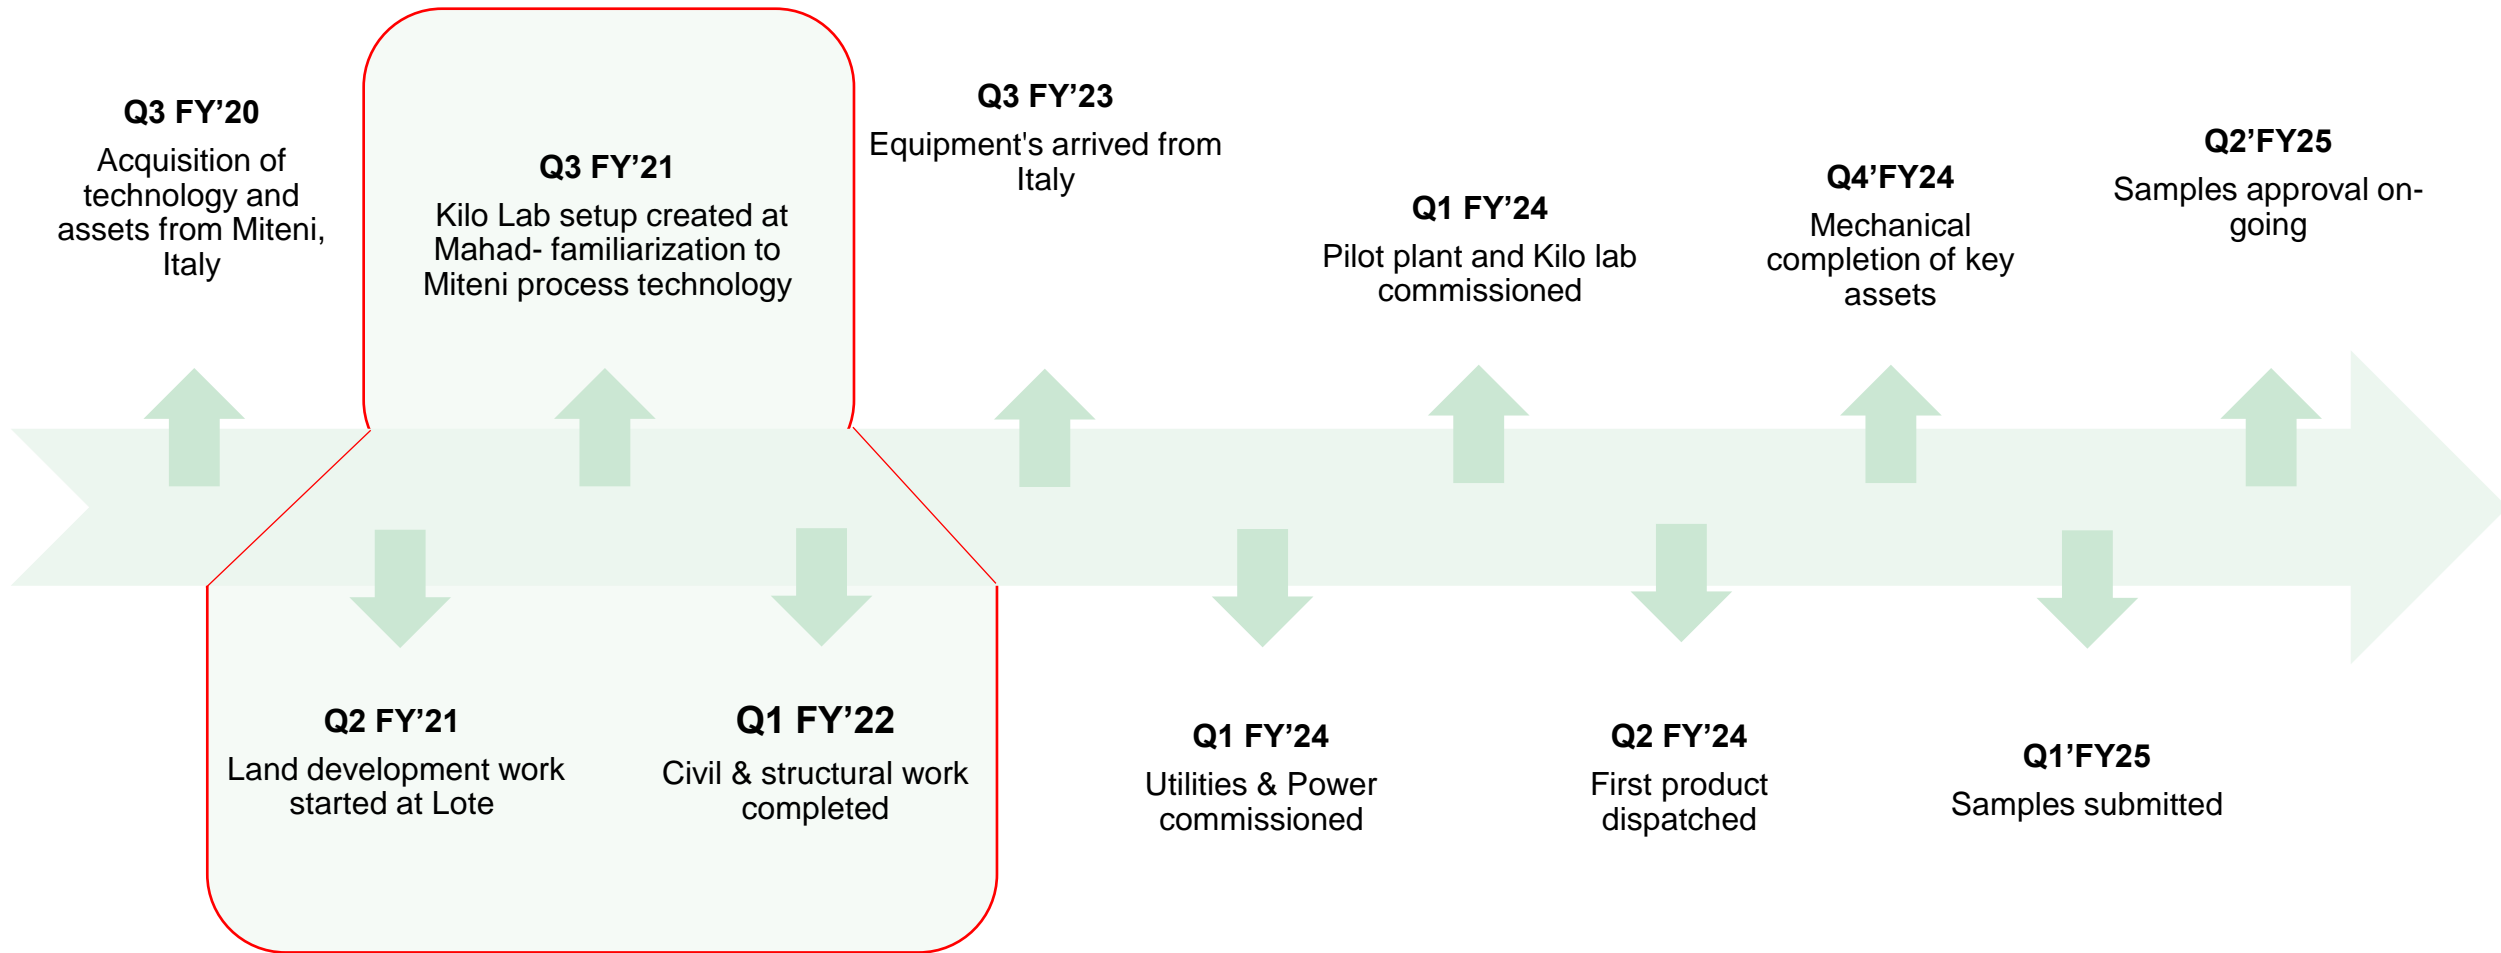 Q3 FY’20
Acquisition of
technology and
assets from Miteni,
Italy
Q3 FY’21
Kilo Lab setup created at
Mahad- familiarization to
Miteni process technology
Q3 FY’23
Equipment's arrived from
Italy
Q1 FY’24
Pilot plant and Kilo lab
commissioned
Q4’FY24
Mechanical
completion of key
assets
Q2’FY25
Samples approval on-
going
Q2 FY’21
Land development work
started at Lote
Q1 FY’22
Civil & structural work
completed
Q1 FY’24
Utilities & Power
commissioned
Q2 FY’24
First product
dispatched
Q1’FY25
Samples submitted